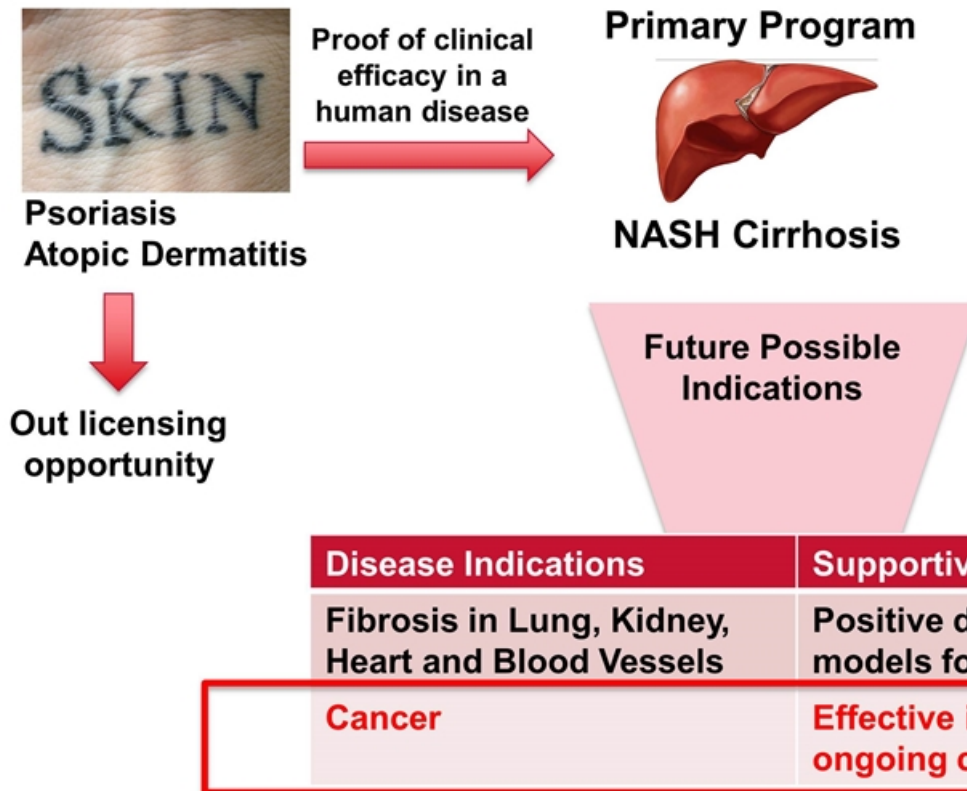 SKIN
Proof of clinical
efficacy in a
human disease
Primary Program
Psoriasis
Atopic Dermatitis
NASH Cirrhosis
Out licensing
opportunity
Future Possible
Indications
Disease Indications
Fibrosis in Lung, Kidney,
Heart and Blood Vessels
Positive
models
Cancer
Effective
ongoing